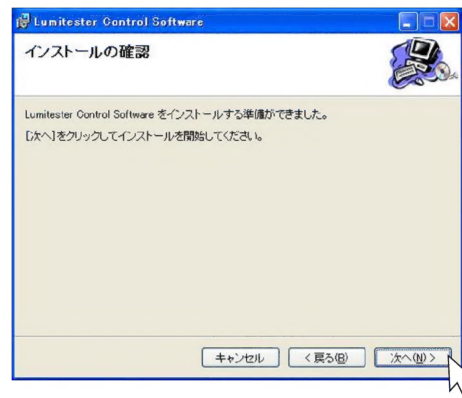 Lumitester Control Software
インストールの確認
Lumitester Control Software をインストールする準備ができました。
[次へ]をクリックしてインストールを開始してください。
キャンセル
< 戻る(B)
次へ(N) >